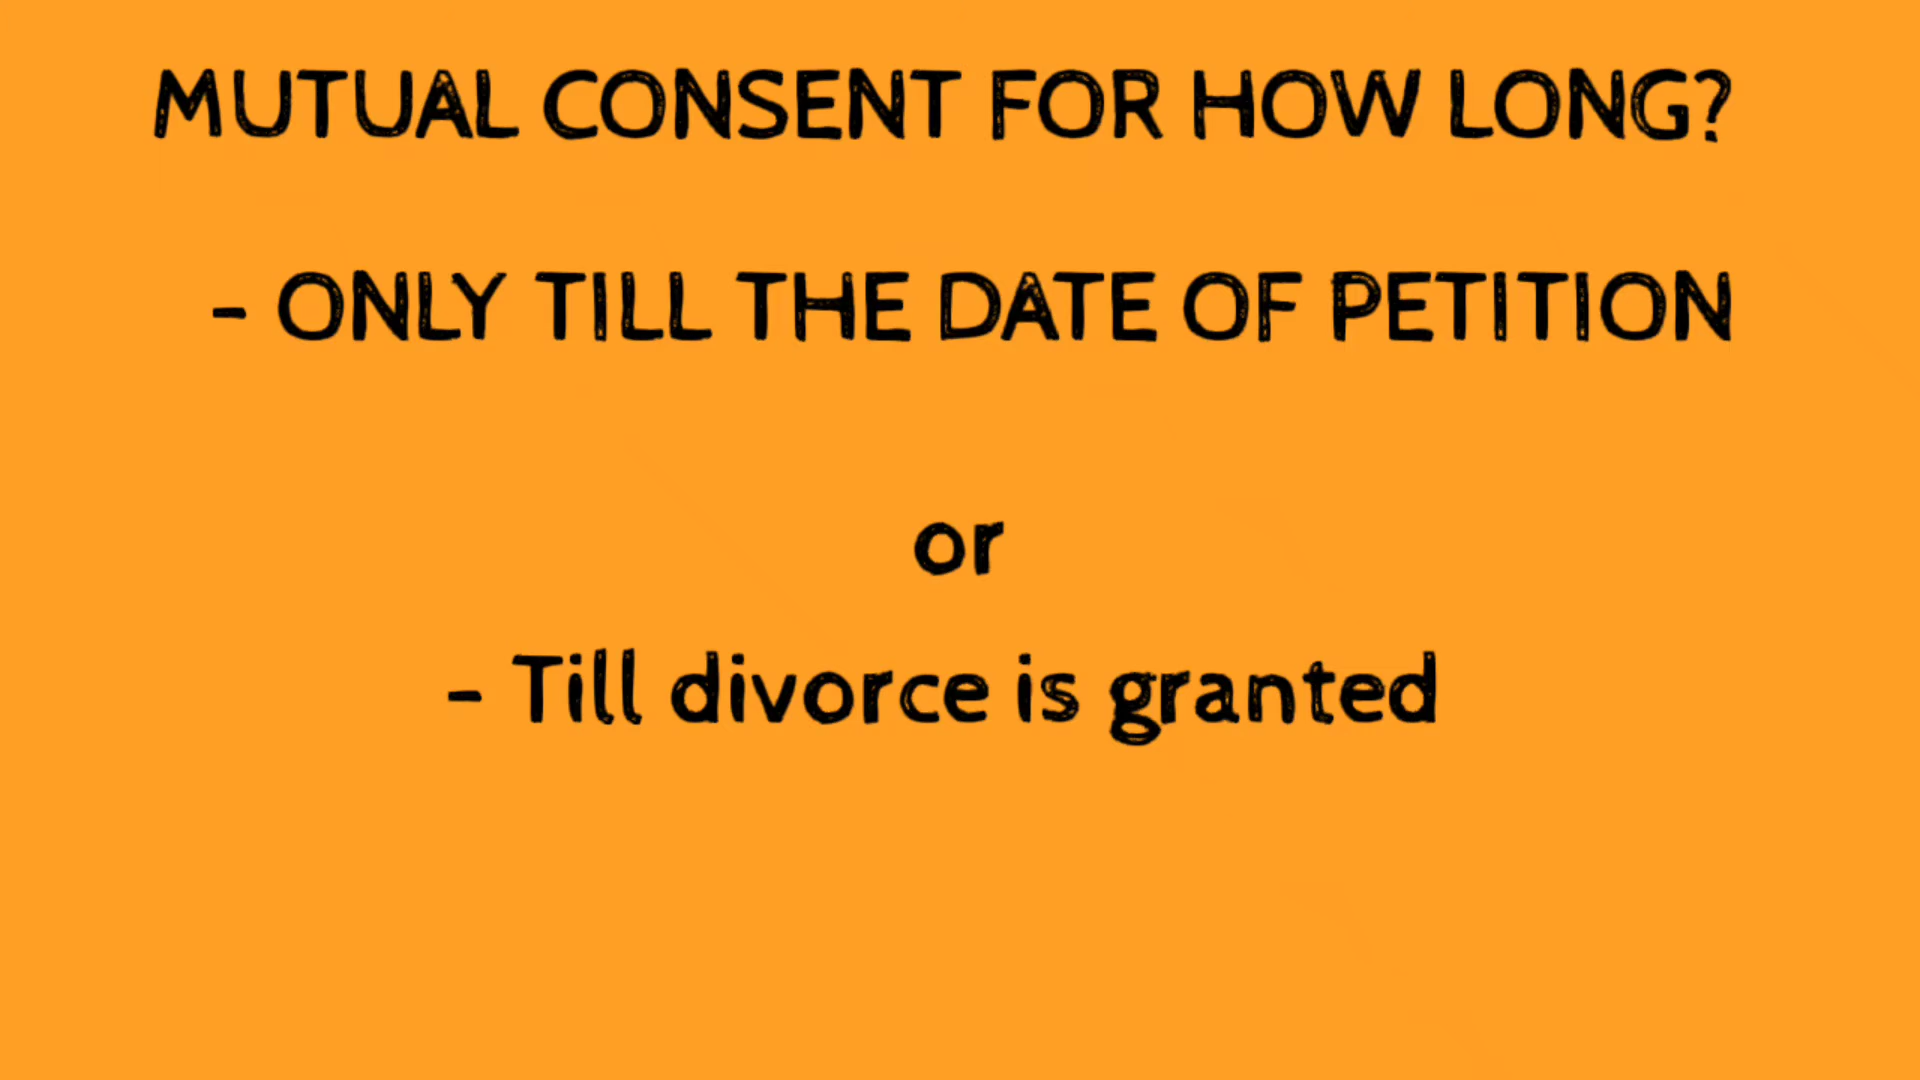 MUTUAL CONSENT FOR HOW LONG?
- ONLY TILL THE DATE OF PETITION
or
- Till divorce is granted